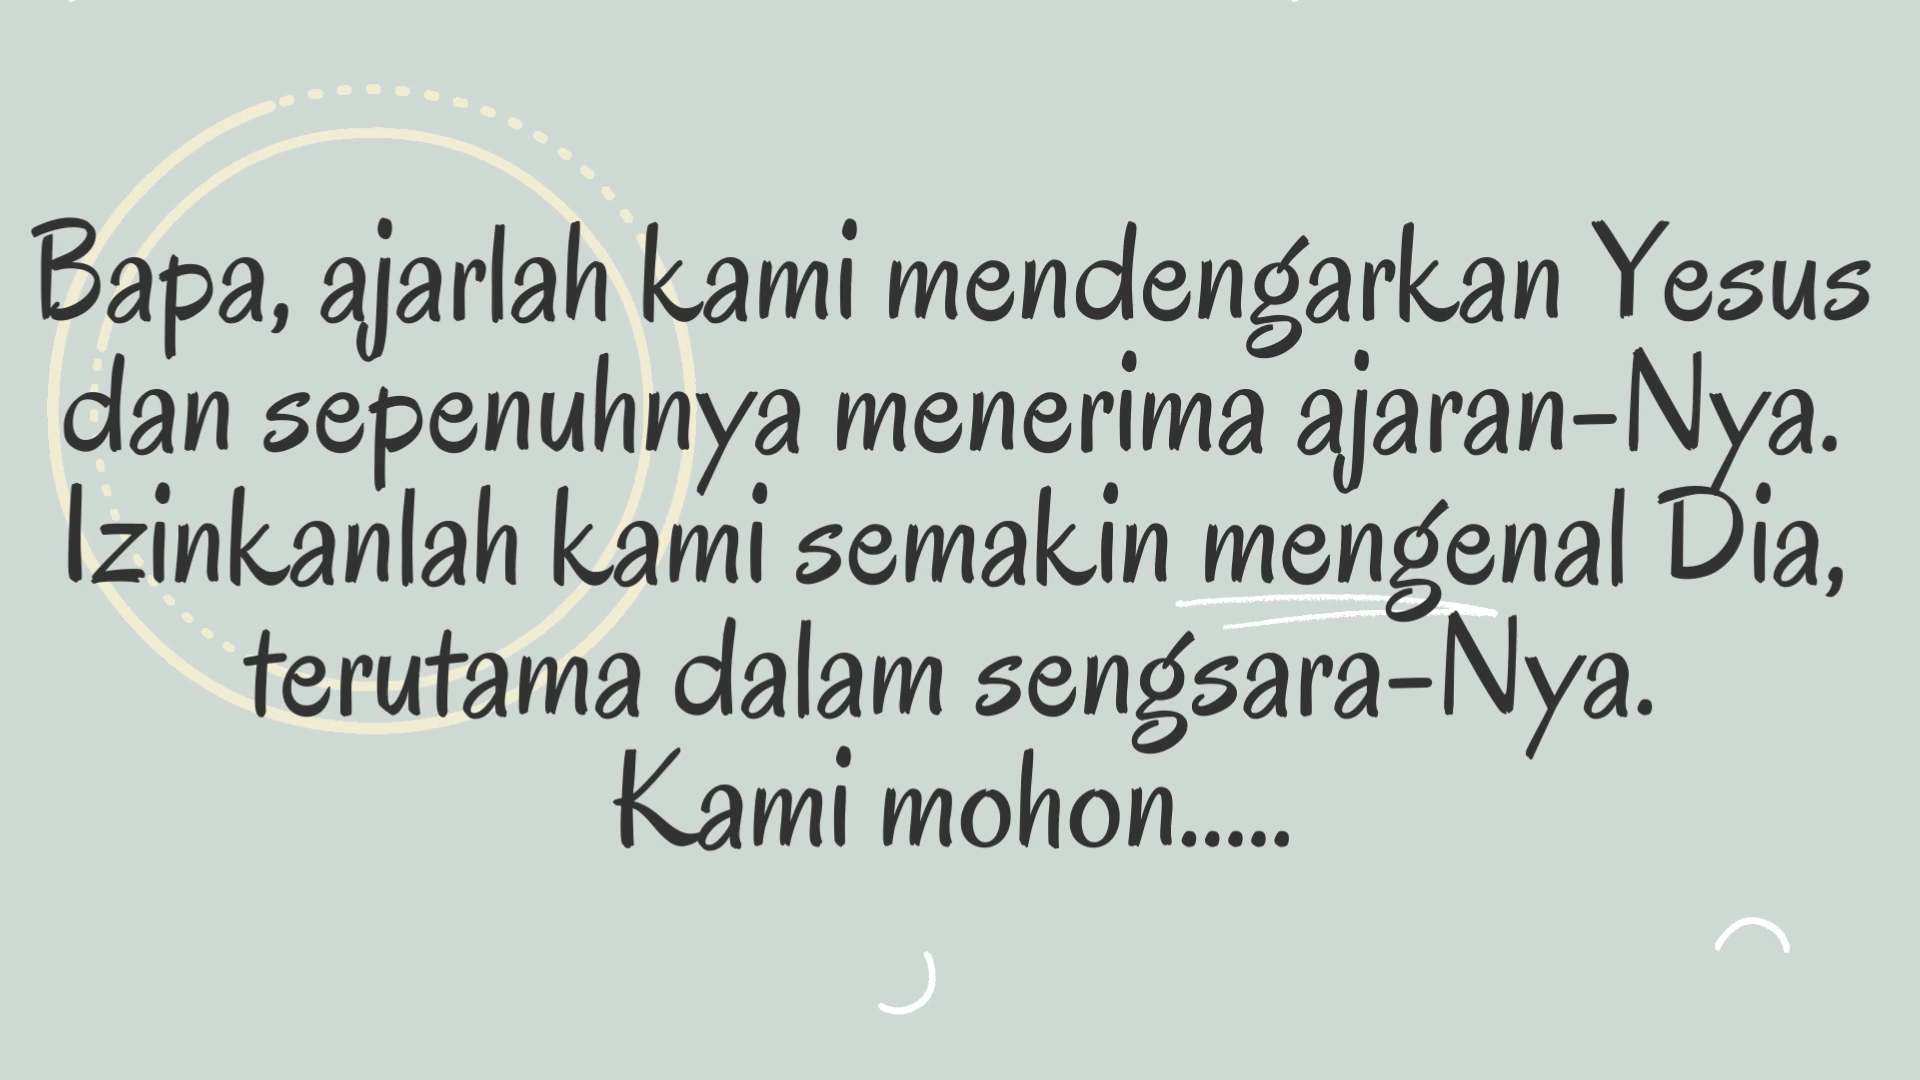 Bapa, ajarlah kami mendengarkan Yesus
dan sepenuhnya menerima ajaran-Nya.
Izinkanlah kami semakin mengenal Dia,
terutama dalam sengsara-Nya.
Kami mohon.....